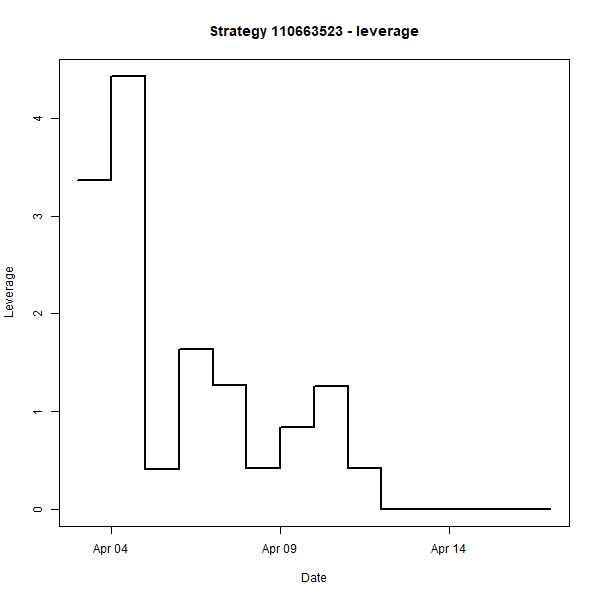 Strategy 110663523 - leverage
4
3
2
1
0
Leverage
Apr 04
Apr 09
Apr 14
Date